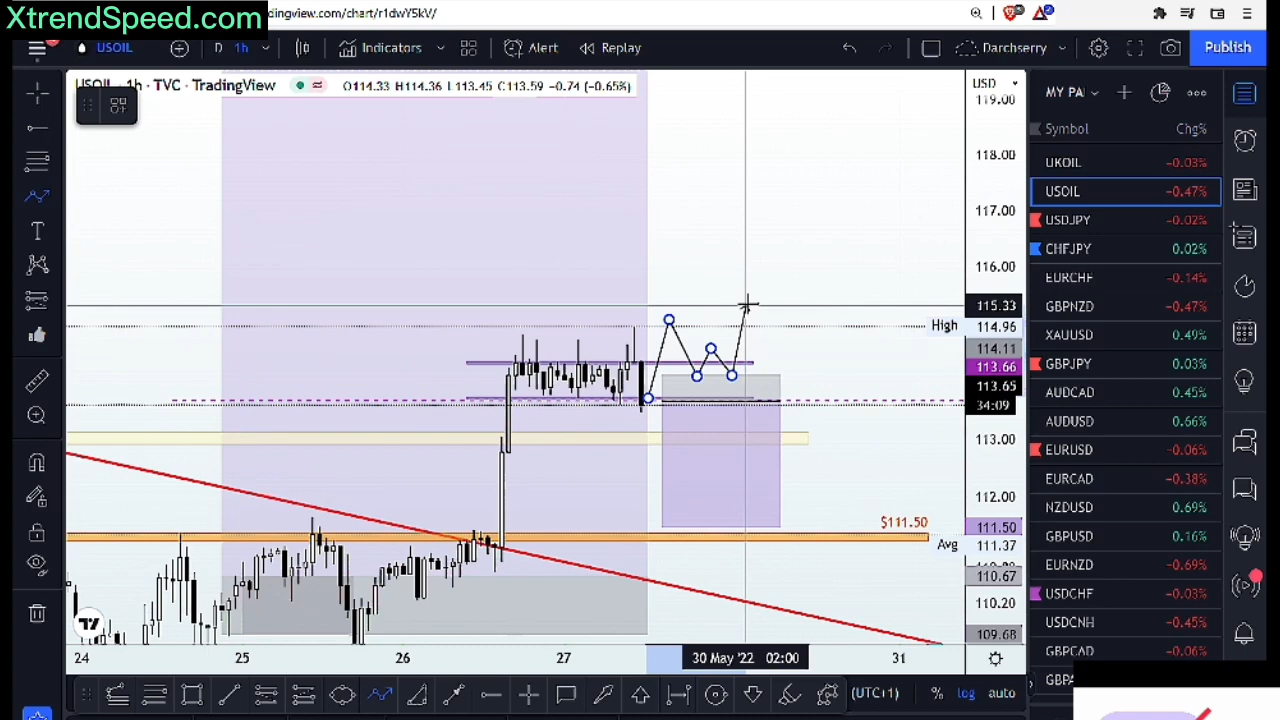 XtrendSpeed.com
dingview.com/chart/r1dwY5kV/
USOIL D 1h Indicators Alert Replay Darchserry Publish
USOIL 1h · TVC · TradingView O114.33 H114.36 L113.45 C113.59 −0.74 (−0.65%)
USD
119.00
118.00
117.00
116.00
115.33
High 114.96
114.11
113.66
113.65
34:09
113.00
112.00
$111.50 111.50
Avg 111.37
110.67
110.20
109.68
24 25 26 27 30 May '22 02:00 31
MY PA
Symbol Chg%
UKOIL −0.03%
USOIL −0.47%
USDJPY −0.02%
CHFJPY 0.02%
EURCHF −0.14%
GBPNZD −0.47%
XAUUSD 0.49%
GBPJPY 0.03%
AUDCAD 0.45%
AUDUSD 0.66%
EURUSD −0.06%
EURCAD −0.38%
NZDUSD 0.69%
GBPUSD 0.16%
EURNZD −0.69%
USDCHF −0.03%
USDCNH −0.45%
GBPCAD −0.06%
GBPA
(UTC+1) % log auto